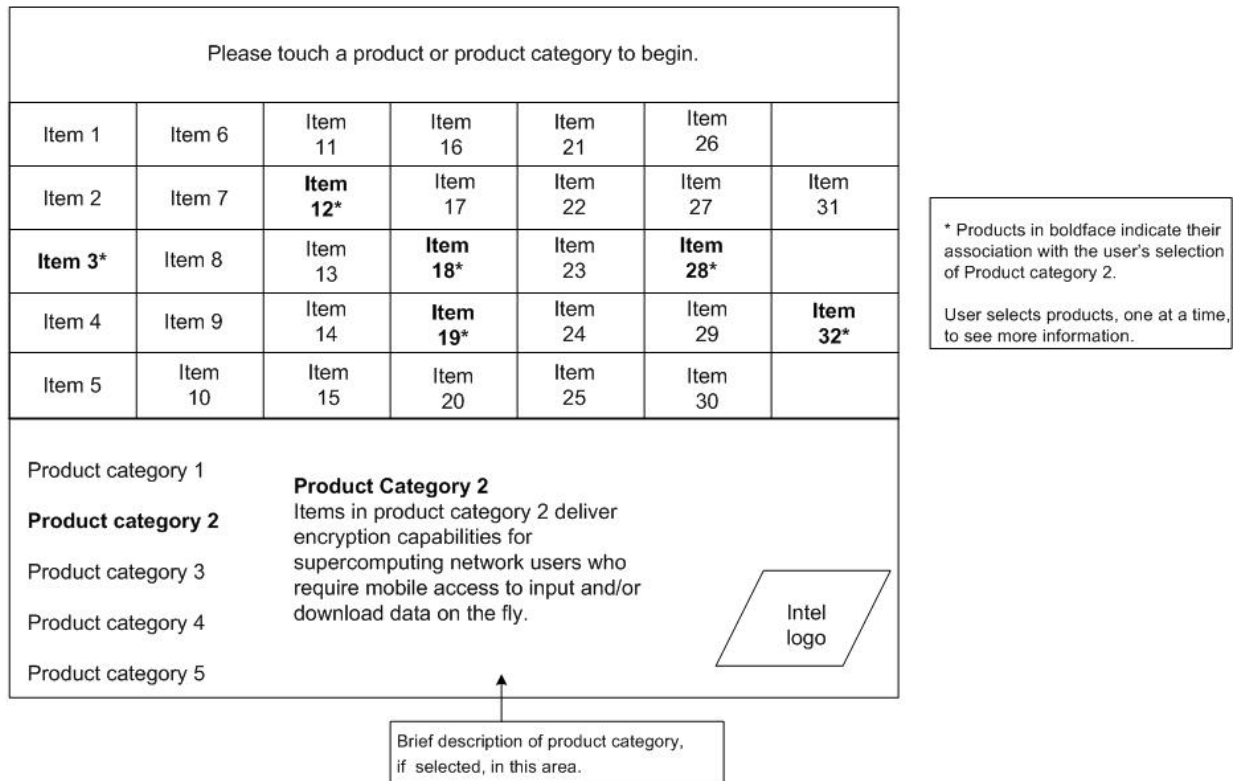 Please touch a product or product category to begin.
Item 1
Item 6
Item
11
Item
16
Item
21
Item
26
Item 2
Item 7
Item
12*
Item
17
Item
22
Item
27
Item
31
Item 3*
Item 8
Item
13
Item
18*
Item
23
Item
28*
Item 4
Item 9
Item
14
Item
19*
Item
24
Item
29
Item
32*
Item 5
Item
10
Item
15
Item
20
Item
25
Item
30
* Products in boldface indicate their
association with the user's selection
of Product category 2.
User selects products, one at a time,
to see more information.
Product category 1
Product category 2
Product category 3
Product category 4
Product category 5
Product Category 2
Items in product category 2 deliver
encryption capabilities for
supercomputing network users who
require mobile access to input and/or
download data on the fly.
Intel
logo
Brief description of product category,
if selected, in this area.